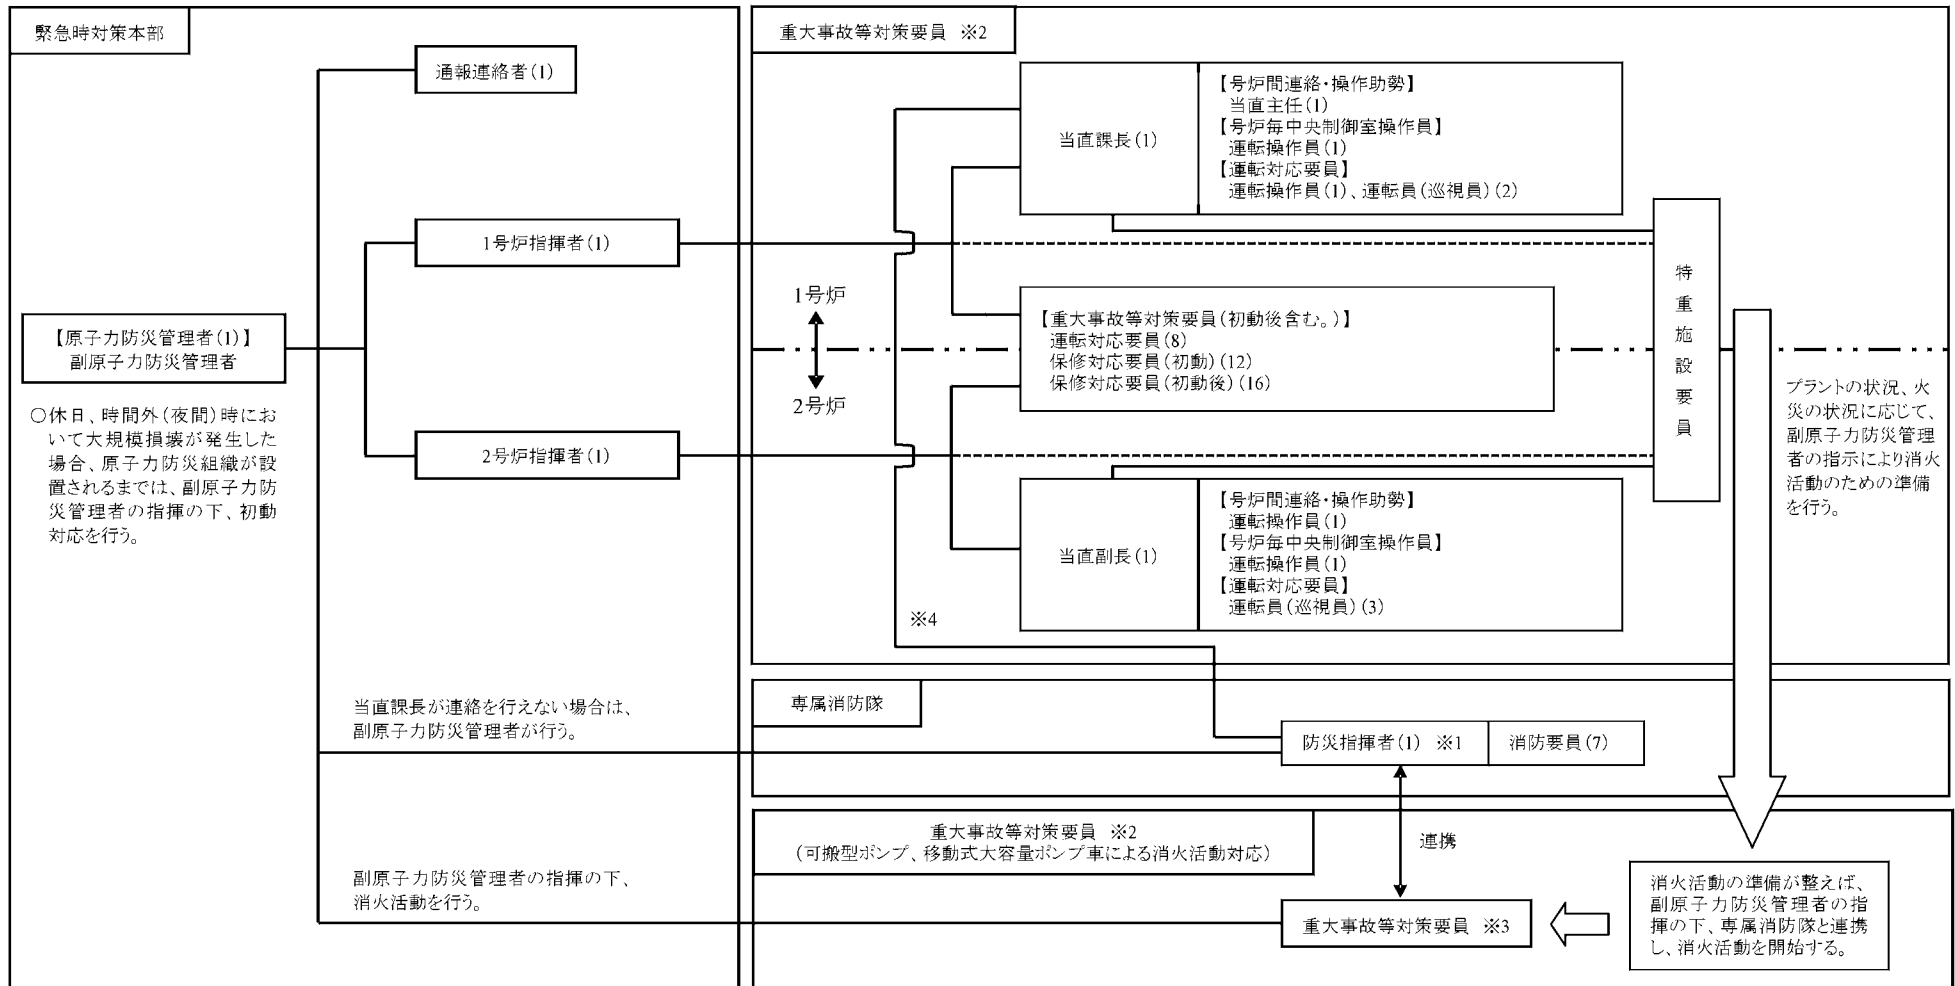 緊急時対策本部
通報連絡者(1)
1号炉指揮者(1)
【原子力防災管理者(1)】
副原子力防災管理者
○休日、時間外(夜間)時にお
いて大規模損壊が発生した
場合、原子力防災組織が設
置されるまでは、副原子力防
災管理者の指揮の下、初動
対応を行う。
2号炉指揮者(1)
当直課長が連絡を行えない場合は、
副原子力防災管理者が行う。
副原子力防災管理者の指揮の下、
消火活動を行う。
重大事故等対策要員 ※2
当直課長(1)
【号炉間連絡・操作助勢】
当直主任(1)
【号炉毎中央制御室操作員】
運転操作員(1)
【運転対応要員】
運転操作員(1)、運転員(巡視員)(2)
1号炉
2号炉
【重大事故等対策要員(初動後含む。)】
運転対応要員(8)
保修対応要員(初動)(12)
保修対応要員(初動後)(16)
当直副長(1)
【号炉間連絡・操作助勢】
運転操作員(1)
【号炉毎中央制御室操作員】
運転操作員(1)
【運転対応要員】
運転員(巡視員)(3)
※4
特重施設要員
プラントの状況、火
災の状況に応じて、
副原子力防災管理
者の指示により消火
活動のための準備
を行う。
専属消防隊
防災指揮者(1) ※1
消防要員(7)
連携
重大事故等対策要員 ※2
(可搬型ポンプ、移動式大容量ポンプ車による消火活動対応)
重大事故等対策要員 ※3
消火活動の準備が整えば、
副原子力防災管理者の指
揮の下、専属消防隊と連携
し、消火活動を開始する。